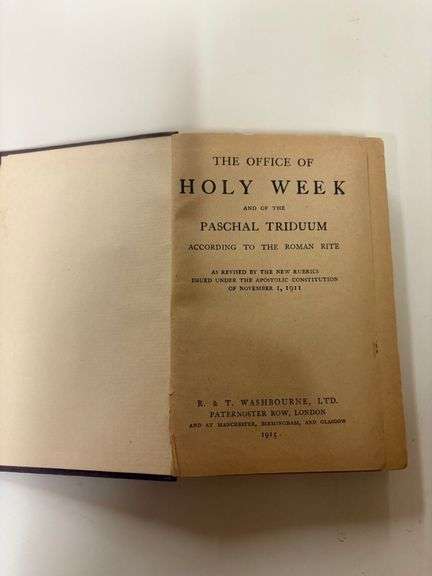 THE OFFICE OF
HOLY WEEK
AND OF THE
PASCHAL TRIDUUM
ACCORDING TO THE ROMAN RITE
AS REVISED BY THE NEW RUBRICS
ISSUED UNDER THE APOSTOLIC CONSTITUTION
OF NOVEMBER 1, 1911
R. & T. WASHBOURNE, LTD.
PATERNOSTER ROW, LONDON
AND AT MANCHESTER, BIRMINGHAM, AND GLASGOW
1915